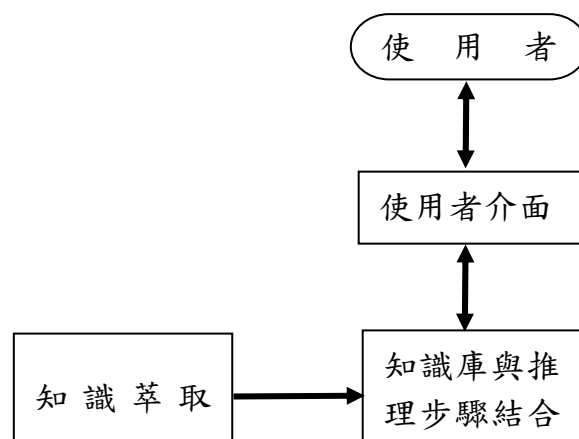 使用者
使用者介面
知識萃取
知識庫與推
理步驟結合